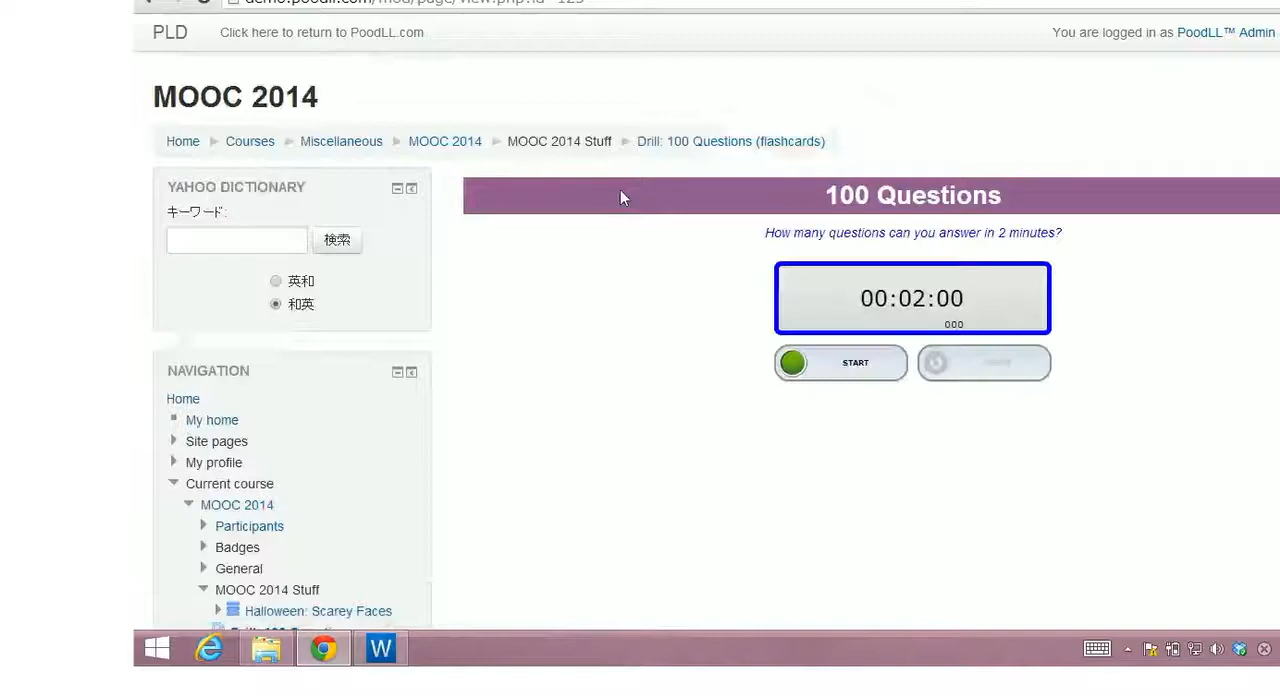 PLD Click here to return to PoodLL.com You are logged in as PoodLL™ Admin
MOOC 2014
Home Courses Miscellaneous MOOC 2014 MOOC 2014 Stuff Drill: 100 Questions (flashcards)
YAHOO DICTIONARY
キーワード:
検索
英和
和英
NAVIGATION
Home
My home
Site pages
My profile
Current course
MOOC 2014
Participants
Badges
General
MOOC 2014 Stuff
Halloween: Scarey Faces
100 Questions
How many questions can you answer in 2 minutes?
00:02:00
000
START
W